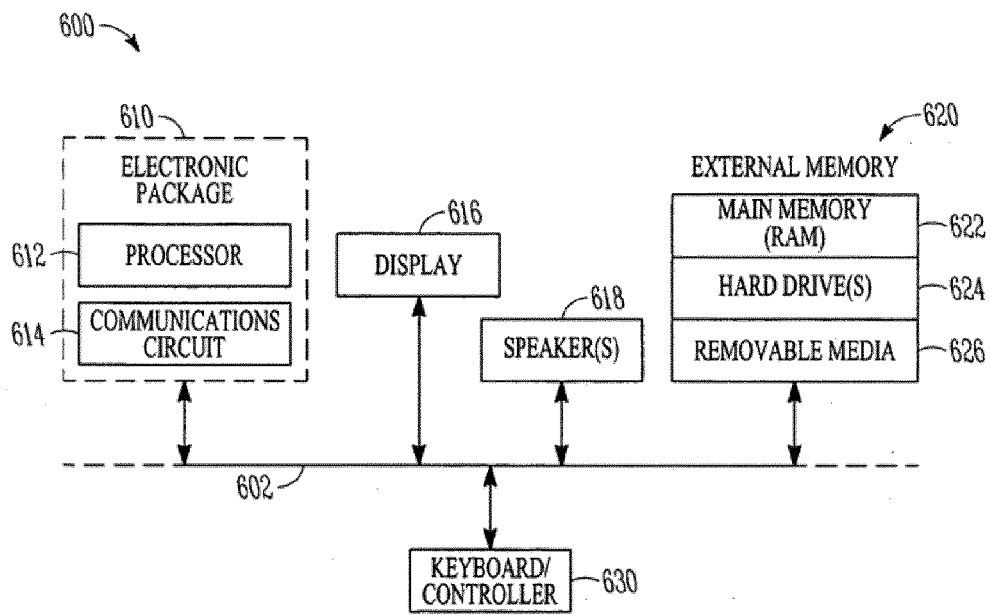 600
610
620
ELECTRONIC
PACKAGE
EXTERNAL MEMORY
616
612
PROCESSOR
DISPLAY
MAIN MEMORY
(RAM)
622
618
HARD DRIVE(S)
624
614
COMMUNICATIONS
CIRCUIT
SPEAKER(S)
REMOVABLE MEDIA
626
602
KEYBOARD/
CONTROLLER
630